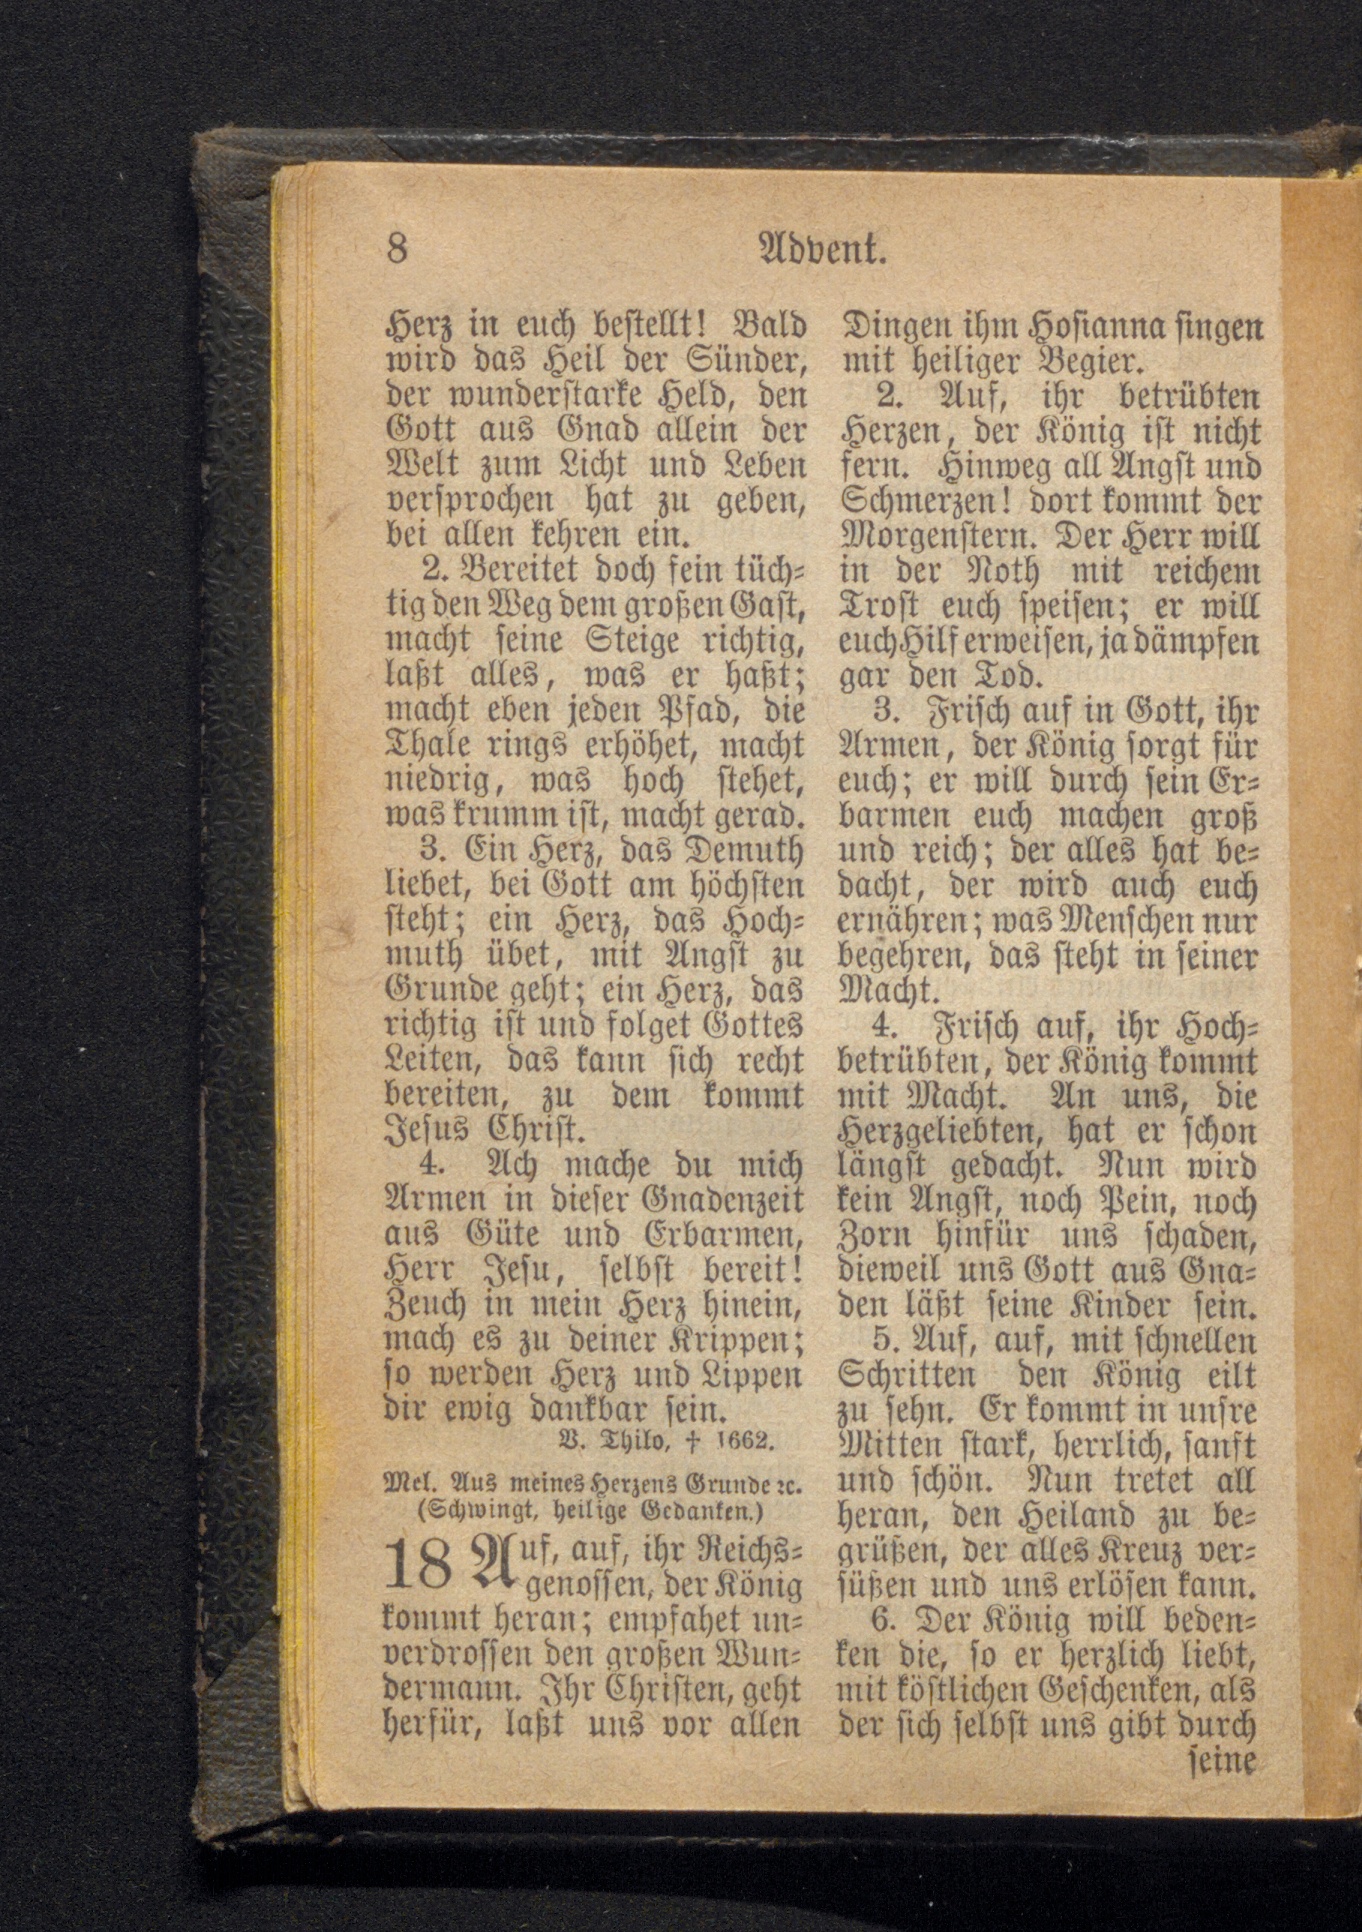 8
Advent.
Herz in euch bestellt! Bald
wird das Heil der Sünder,
der wunderstarke Held, den
Gott aus Gnad allein der
Welt zum Licht und Leben
versprochen hat zu geben,
bei allen kehren ein.
2. Bereitet doch fein tüch-
tig den Weg dem großen Gast,
macht seine Steige richtig,
laßt alles, was er haßt;
macht eben jeden Pfad, die
Thale rings erhöhet, macht
niedrig, was hoch stehet,
was krumm ist, macht gerad.
3. Ein Herz, das Demuth
liebet, bei Gott am höchsten
steht; ein Herz, das Hoch-
muth übet, mit Angst zu
Grunde geht; ein Herz, das
richtig ist und folget Gottes
Leiten, das kann sich recht
bereiten, zu dem kommt
Jesus Christ.
4. Ach mache du mich
Armen in dieser Gnadenzeit
aus Güte und Erbarmen,
Herr Jesu, selbst bereit!
Zeuch in mein Herz hinein,
mach es zu deiner Krippen;
so werden Herz und Lippen
dir ewig dankbar sein.
V. Thilo, † 1662.
Mel. Aus meines Herzens Grunde ꝛc.
(Schwingt, heilige Gedanken.)
18 Auf, auf, ihr Reichs-
genossen, der König
kommt heran; empfahet un-
verdrossen den großen Wun-
dermann. Ihr Christen, geht
herfür, laßt uns vor allen
Dingen ihm Hosianna singen
mit heiliger Begier.
2. Auf, ihr betrübten
Herzen, der König ist nicht
fern. Hinweg all Angst und
Schmerzen! dort kommt der
Morgenstern. Der Herr will
in der Noth mit reichem
Trost euch speisen; er will
euch Hilf erweisen, ja dämpfen
gar den Tod.
3. Frisch auf in Gott, ihr
Armen, der König sorgt für
euch; er will durch sein Er-
barmen euch machen groß
und reich; der alles hat be-
dacht, der wird auch euch
ernähren; was Menschen nur
begehren, das steht in seiner
Macht.
4. Frisch auf, ihr Hoch-
betrübten, der König kommt
mit Macht. An uns, die
Herzgeliebten, hat er schon
längst gedacht. Nun wird
kein Angst, noch Pein, noch
Zorn hinfür uns schaden,
dieweil uns Gott aus Gna-
den läßt seine Kinder sein.
5. Auf, auf, mit schnellen
Schritten den König eilt
zu sehn. Er kommt in unsre
Mitten stark, herrlich, sanft
und schön. Nun tretet all
heran, den Heiland zu be-
grüßen, der alles Kreuz ver-
süßen und uns erlösen kann.
6. Der König will beden-
ken die, so er herzlich liebt,
mit köstlichen Geschenken, als
der sich selbst uns gibt durch
seine